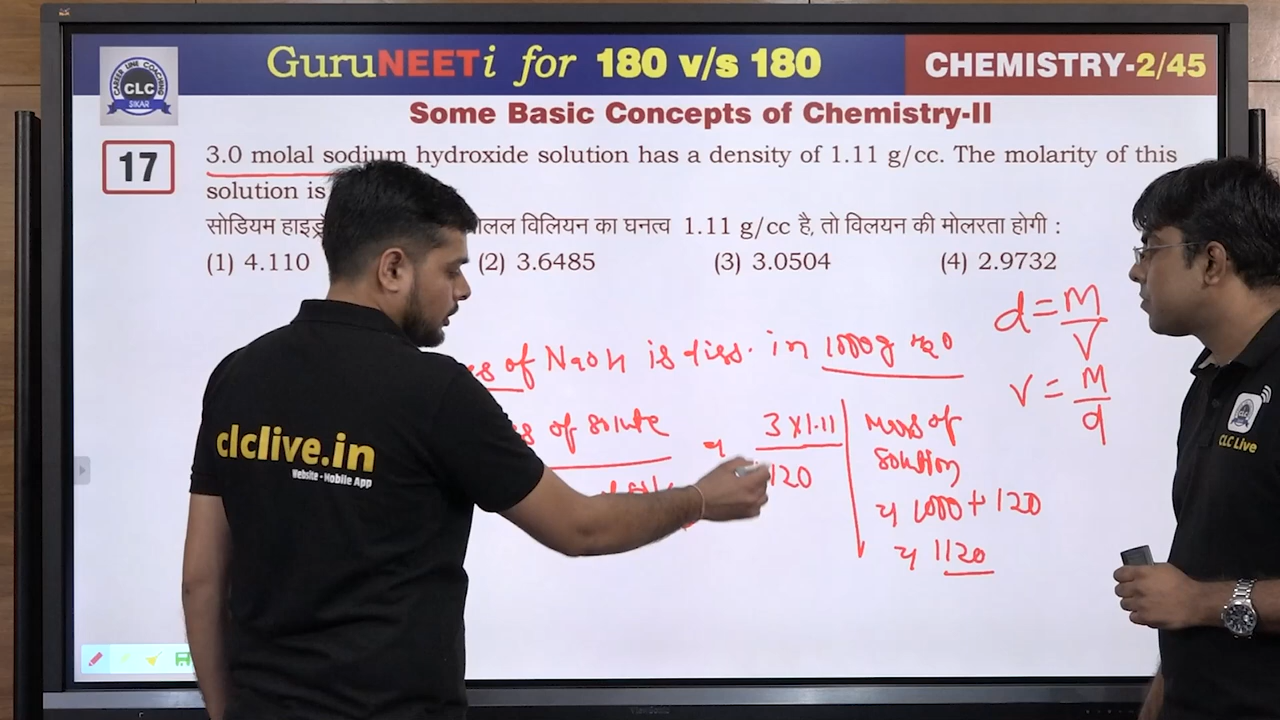 GuruNEETi for 180 v/s 180
CHEMISTRY-2/45
CAREER LINE COACHING
CLC
SIKAR
Some Basic Concepts of Chemistry-II
17
3.0 molal sodium hydroxide solution has a density of 1.11 g/cc. The molarity of this
solution is
सोडियम हाइड्र लल विलियन का घनत्व 1.11 g/cc है, तो विलयन की मोलरता होगी :
(1) 4.110 (2) 3.6485 (3) 3.0504 (4) 2.9732
d = M/V
V = M/d
of NaOH is diss. in 1000g H2O
of solute
3 x 1.11
120
Mass of
Solution
1000 + 120
1120
clclive.in
Website - Mobile App
CLC Live
ViewSonic